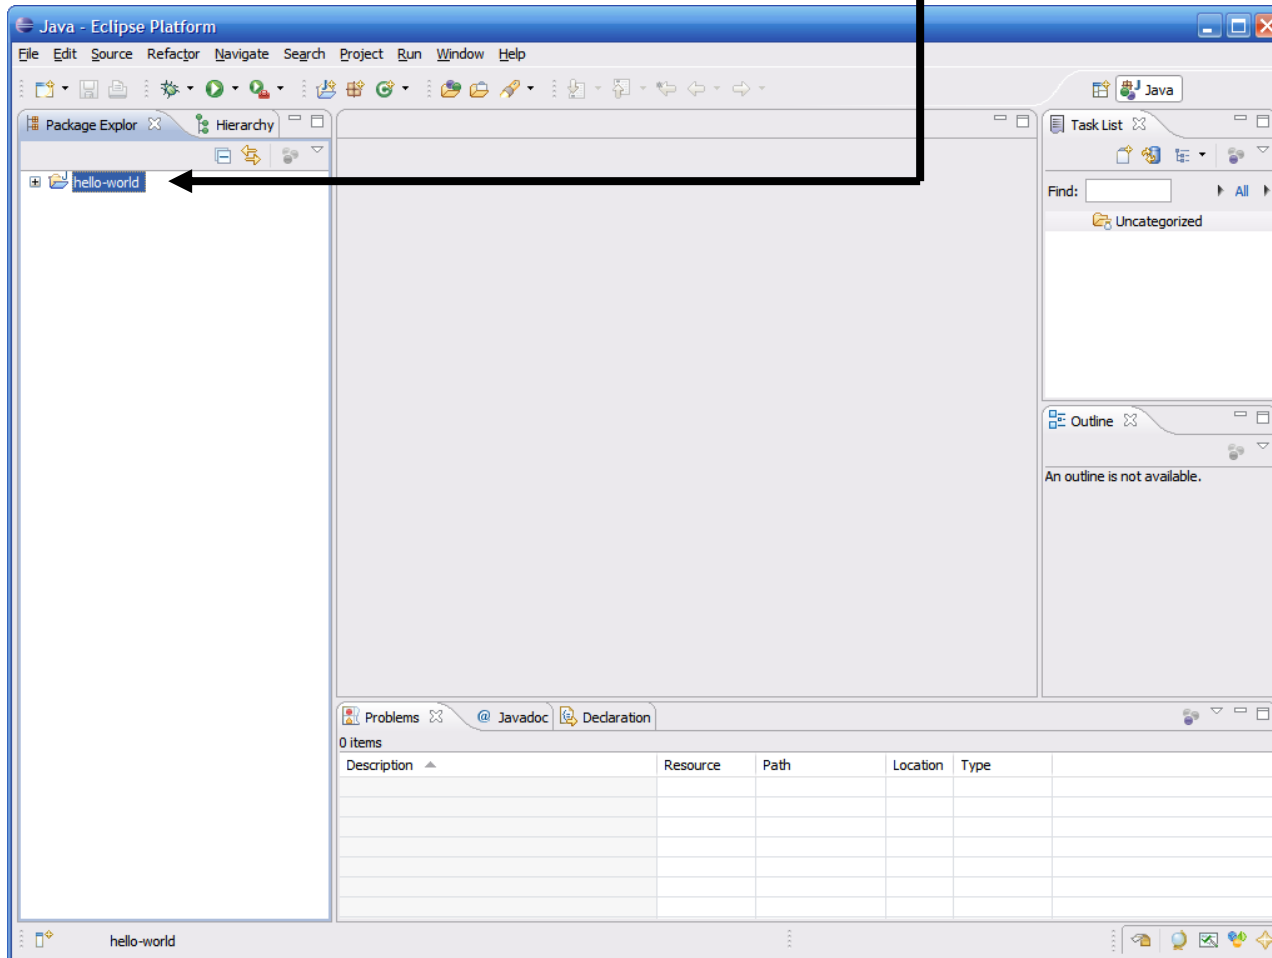 Java - Eclipse Platform
File Edit Source Refactor Navigate Search Project Run Window Help
Java
Package Explor Hierarchy
hello-world
Task List
Find: All
Uncategorized
Outline
An outline is not available.
Problems @ Javadoc Declaration
0 items
Description Resource Path Location Type
hello-world